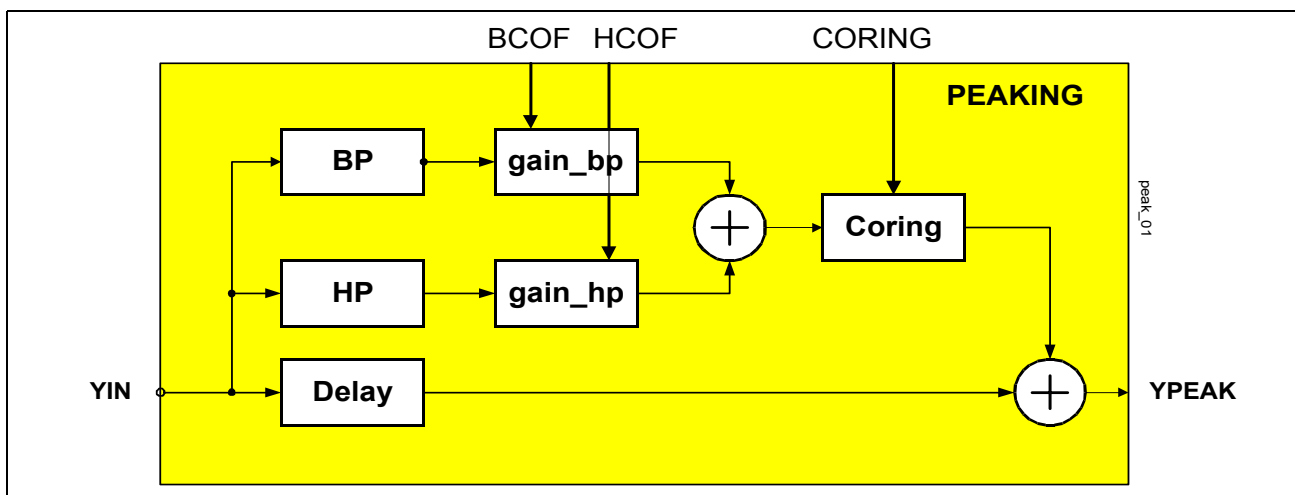 BCOF HCOF CORING
PEAKING
BP gain_bp
peak_01
+ Coring
HP gain_hp
YIN Delay + YPEAK